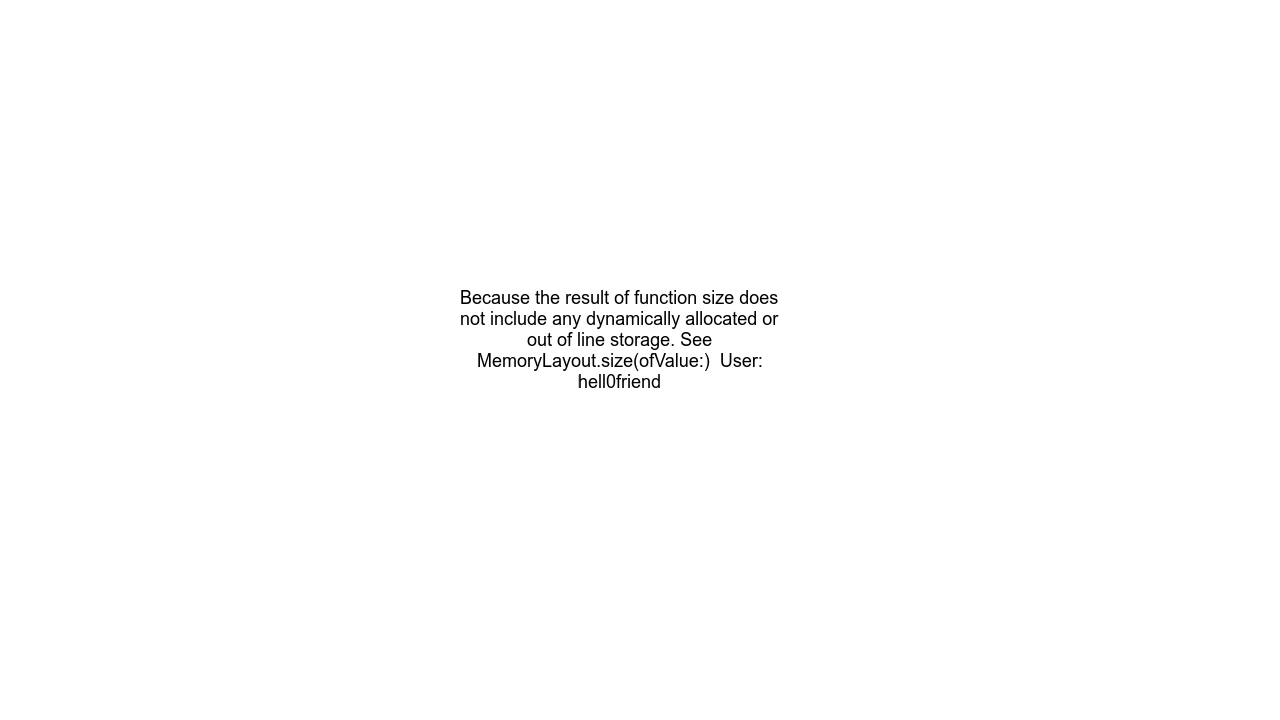 Because the result of function size does
not include any dynamically allocated or
out of line storage. See
MemoryLayout.size(ofValue:)  User:
hell0friend